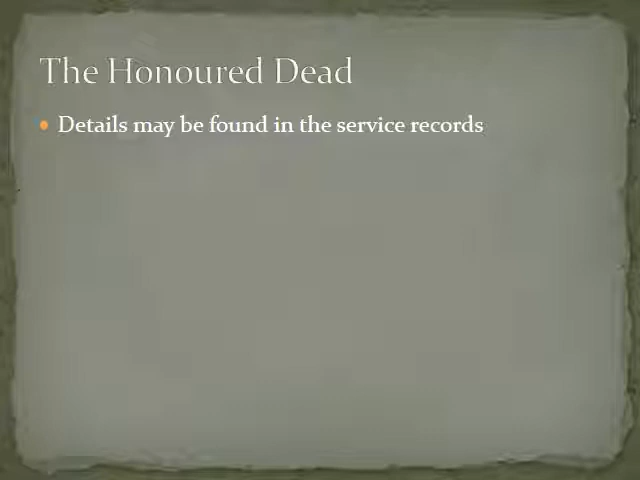 The Honoured Dead
Details may be found in the service records